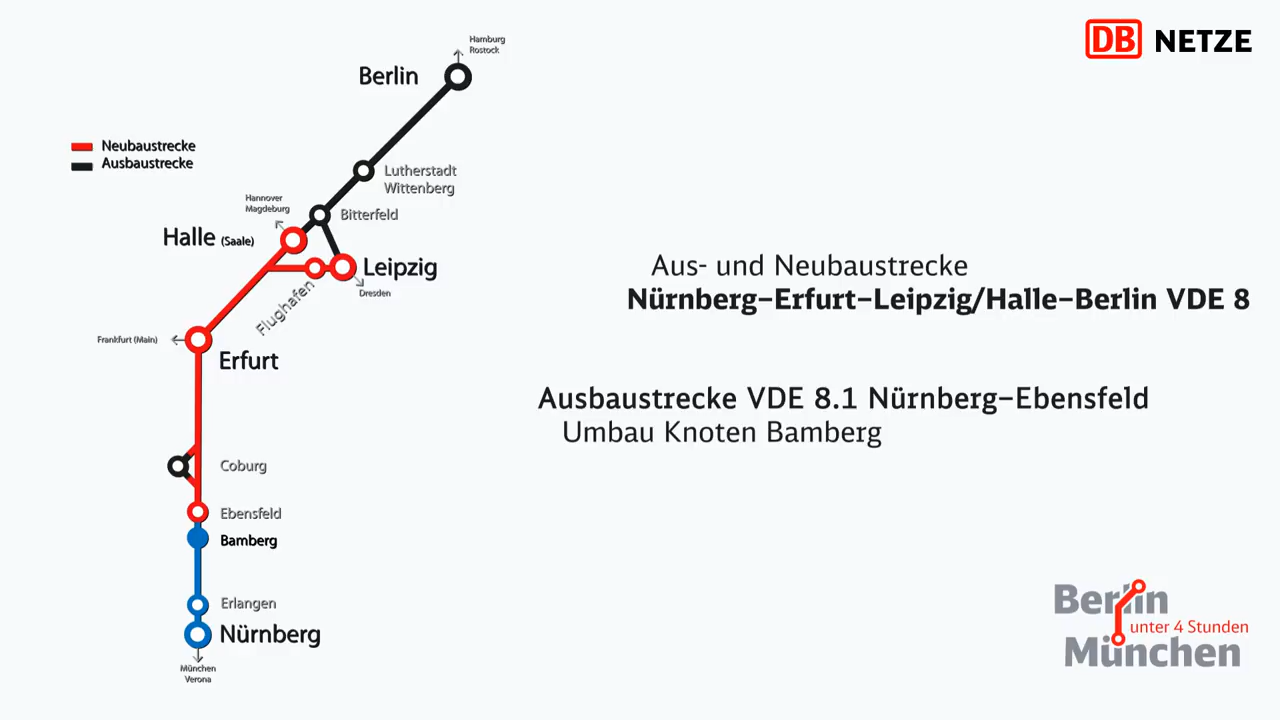 DB NETZE
Hamburg
Rostock
Berlin
Neubaustrecke
Ausbaustrecke
Lutherstadt
Wittenberg
Hannover
Magdeburg
Bitterfeld
Halle (Saale)
Leipzig
Flughafen
Dresden
Frankfurt (Main)
Erfurt
Coburg
Ebensfeld
Bamberg
Erlangen
Nürnberg
München
Verona
Aus- und Neubaustrecke
Nürnberg–Erfurt–Leipzig/Halle–Berlin VDE 8
Ausbaustrecke VDE 8.1 Nürnberg–Ebensfeld
Umbau Knoten Bamberg
Berlin
unter 4 Stunden
München